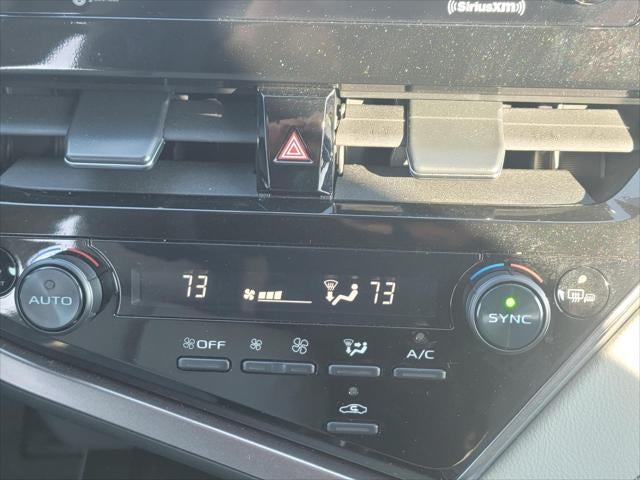 SiriusXM
73
73
AUTO
SYNC
OFF
A/C